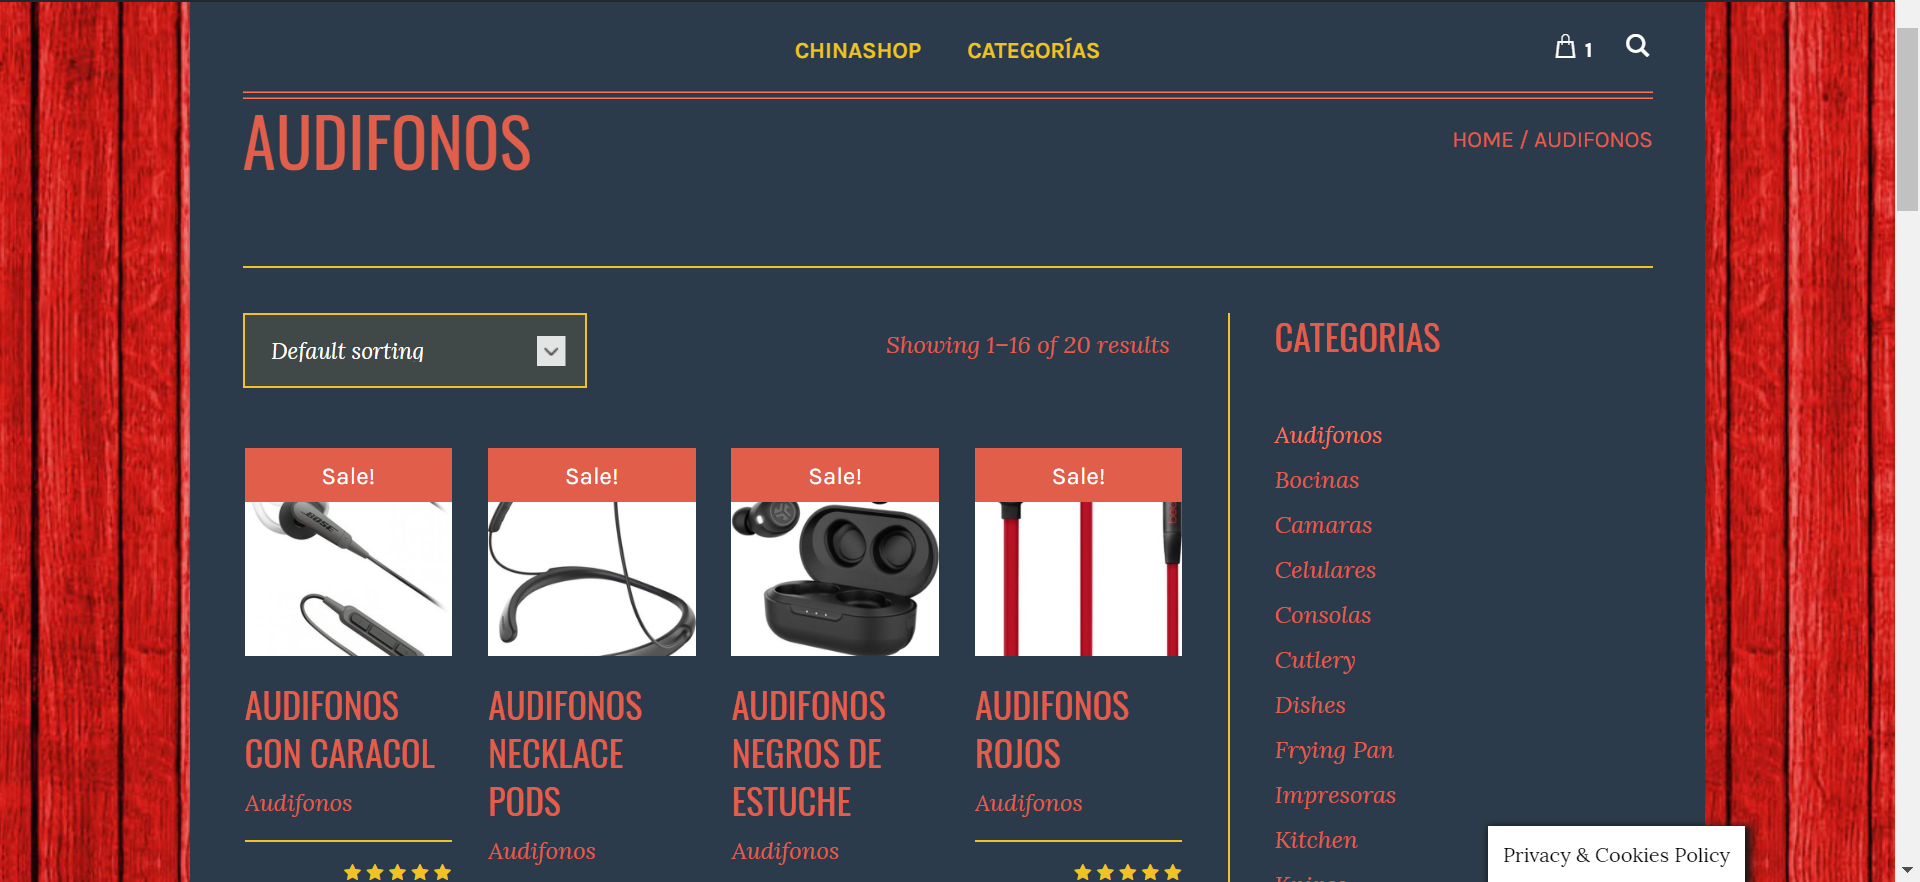 CHINASHOP CATEGORÍAS 1
AUDIFONOS
HOME / AUDIFONOS
Default sorting
Showing 1–16 of 20 results
Sale!
BOSE
AUDIFONOS
CON CARACOL
Audifonos
Sale!
AUDIFONOS
NECKLACE
PODS
Audifonos
Sale!
AUDIFONOS
NEGROS DE
ESTUCHE
Audifonos
Sale!
AUDIFONOS
ROJOS
Audifonos
CATEGORIAS
Audifonos
Bocinas
Camaras
Celulares
Consolas
Cutlery
Dishes
Frying Pan
Impresoras
Kitchen
Privacy & Cookies Policy